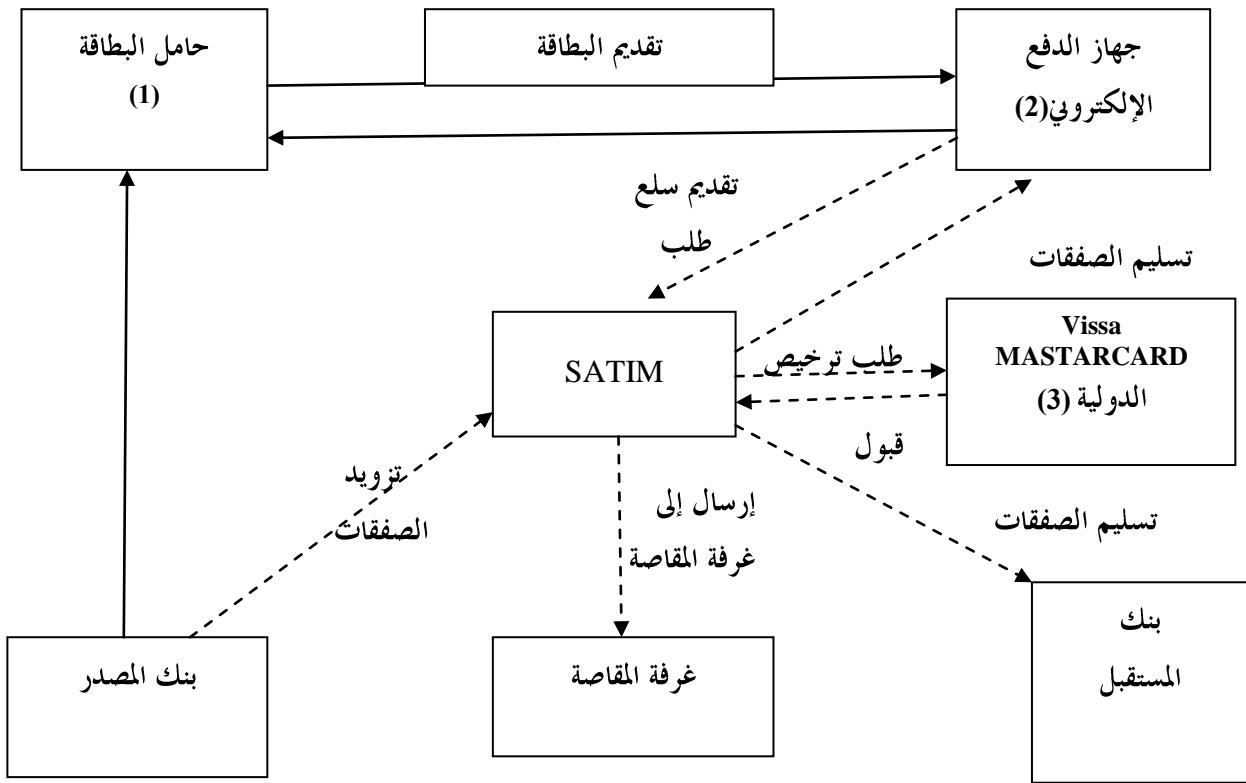 حامل البطاقة
(1)
تقديم البطاقة
جهاز الدفع
الإلكتروني(2)
تقديم سلع
طلب
تسليم الصفقات
SATIM
طلب ترخيص
Vissa
MASTARCARD
الدولية (3)
قبول
تزويد
الصفقات
إرسال إلى
غرفة المقاصة
تسليم الصفقات
بنك المصدر
غرفة المقاصة
بنك
المستقبل